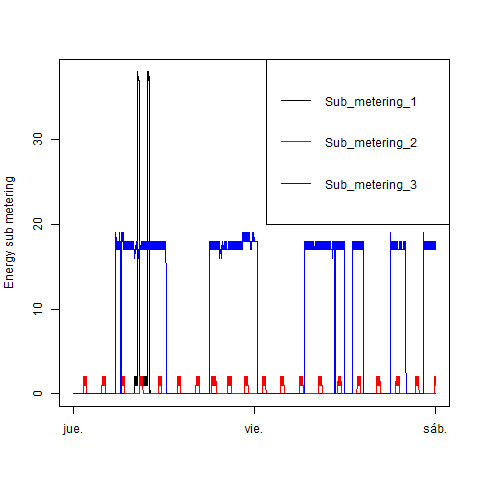 Energy sub metering
30
20
10
0
Sub_metering_1
Sub_metering_2
Sub_metering_3
jue.
vie.
sáb.